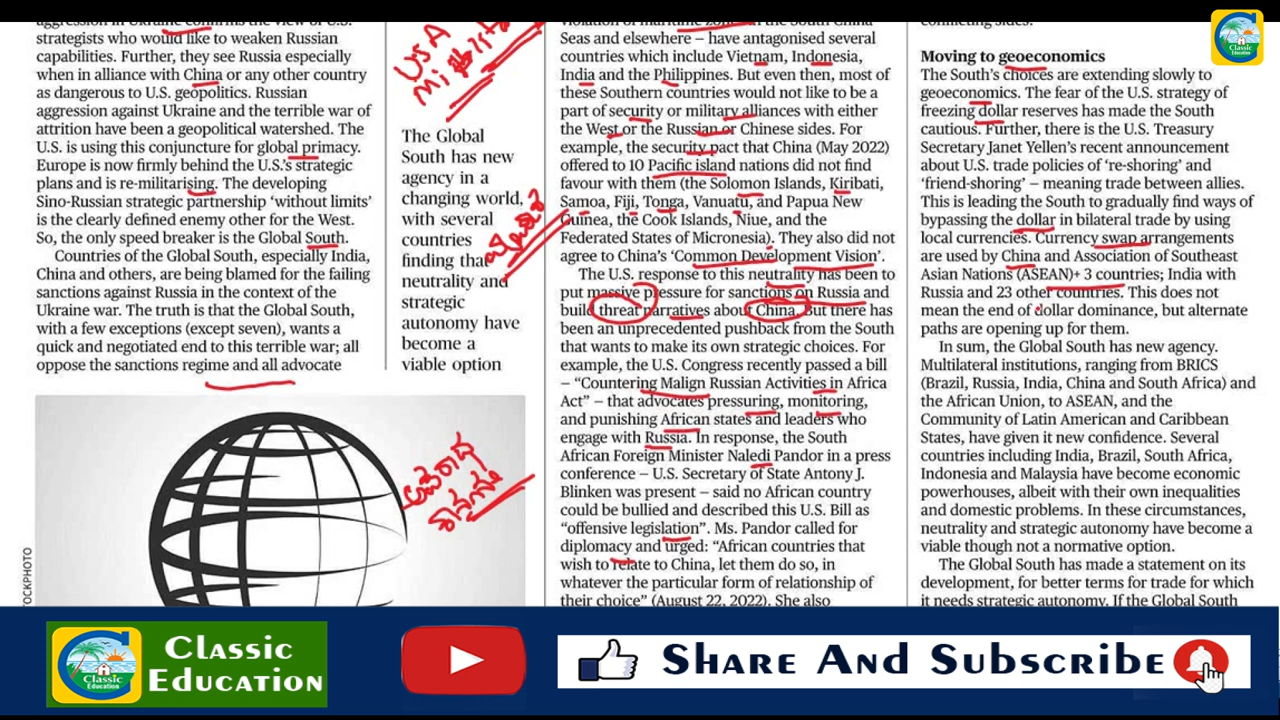 aggression in Ukraine confirms the view of U.S.
strategists who would like to weaken Russian
capabilities. Further, they see Russia especially
when in alliance with China or any other country
as dangerous to U.S. geopolitics. Russian
aggression against Ukraine and the terrible war of
attrition have been a geopolitical watershed. The
U.S. is using this conjuncture for global primacy.
Europe is now firmly behind the U.S.'s strategic
plans and is re-militarising. The developing
Sino-Russian strategic partnership 'without limits'
is the clearly defined enemy other for the West.
So, the only speed breaker is the Global South.
Countries of the Global South, especially India,
China and others, are being blamed for the failing
sanctions against Russia in the context of the
Ukraine war. The truth is that the Global South,
with a few exceptions (except seven), wants a
quick and negotiated end to this terrible war; all
oppose the sanctions regime and all advocate
USA
The Global
South has new
agency in a
changing world,
with several
countries
finding that
neutrality and
strategic
autonomy have
become a
viable option
violation of maritime zones in the South China
Seas and elsewhere – have antagonised several
countries which include Vietnam, Indonesia,
India and the Philippines. But even then, most of
these Southern countries would not like to be a
part of security or military alliances with either
the West or the Russian or Chinese sides. For
example, the security pact that China (May 2022)
offered to 10 Pacific island nations did not find
favour with them (the Solomon Islands, Kiribati,
Samoa, Fiji, Tonga, Vanuatu, and Papua New
Guinea, the Cook Islands, Niue, and the
Federated States of Micronesia). They also did not
agree to China's 'Common Development Vision'.
The U.S. response to this neutrality has been to
put massive pressure for sanctions on Russia and
build threat narratives about China. But there has
been an unprecedented pushback from the South
that wants to make its own strategic choices. For
example, the U.S. Congress recently passed a bill
– "Countering Malign Russian Activities in Africa
Act" – that advocates pressuring, monitoring,
and punishing African states and leaders who
engage with Russia. In response, the South
African Foreign Minister Naledi Pandor in a press
conference – U.S. Secretary of State Antony J.
Blinken was present – said no African country
could be bullied and described this U.S. Bill as
"offensive legislation". Ms. Pandor called for
diplomacy and urged: "African countries that
wish to relate to China, let them do so, in
whatever the particular form of relationship of
their choice" (August 22, 2022). She also
conflicting sides.
Moving to geoeconomics
The South's choices are extending slowly to
geoeconomics. The fear of the U.S. strategy of
freezing dollar reserves has made the South
cautious. Further, there is the U.S. Treasury
Secretary Janet Yellen's recent announcement
about U.S. trade policies of 're-shoring' and
'friend-shoring' – meaning trade between allies.
This is leading the South to gradually find ways of
bypassing the dollar in bilateral trade by using
local currencies. Currency swap arrangements
are used by China and Association of Southeast
Asian Nations (ASEAN)+ 3 countries; India with
Russia and 23 other countries. This does not
mean the end of dollar dominance, but alternate
paths are opening up for them.
In sum, the Global South has new agency.
Multilateral institutions, ranging from BRICS
(Brazil, Russia, India, China and South Africa) and
the African Union, to ASEAN, and the
Community of Latin American and Caribbean
States, have given it new confidence. Several
countries including India, Brazil, South Africa,
Indonesia and Malaysia have become economic
powerhouses, albeit with their own inequalities
and domestic problems. In these circumstances,
neutrality and strategic autonomy have become a
viable though not a normative option.
The Global South has made a statement on its
development, for better terms for trade for which
it needs strategic autonomy. If the Global South
TOCKPHOTO
Classic
Education
Classic
Education
Classic
Education
Share And Subscribe